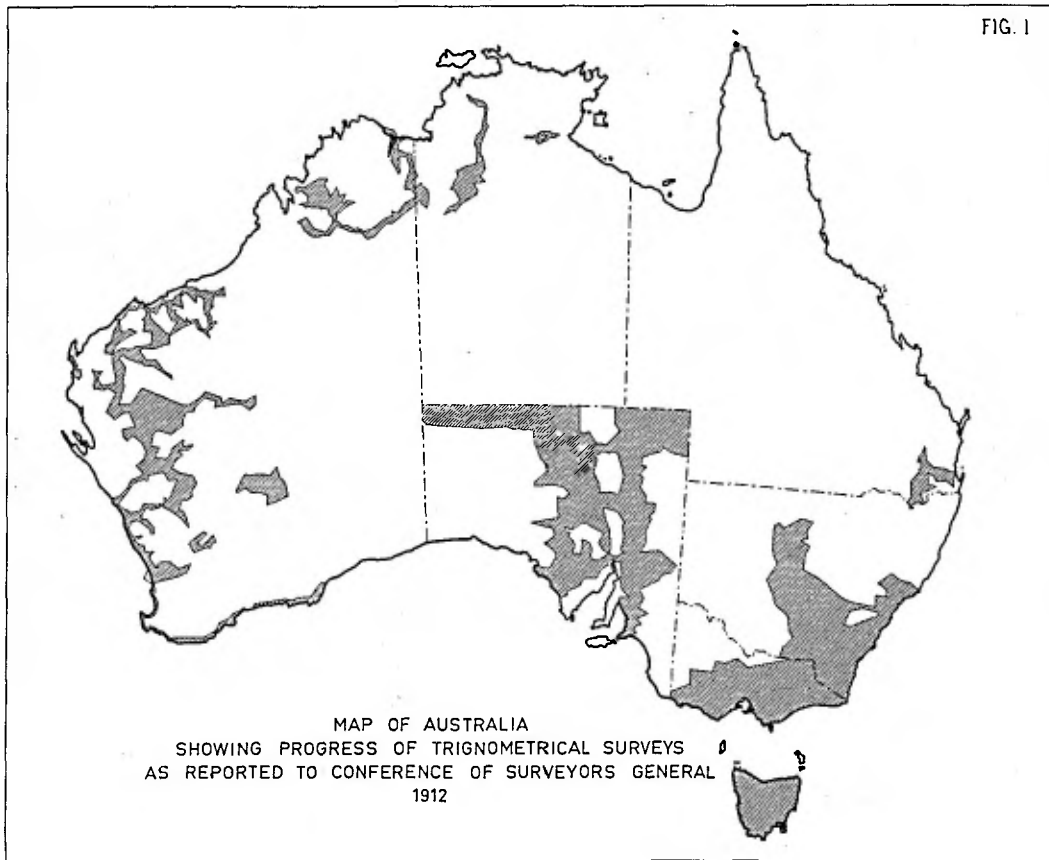 FIG. 1
MAP OF AUSTRALIA
SHOWING PROGRESS OF TRIGNOMETRICAL SURVEYS
AS REPORTED TO CONFERENCE OF SURVEYORS GENERAL
1912